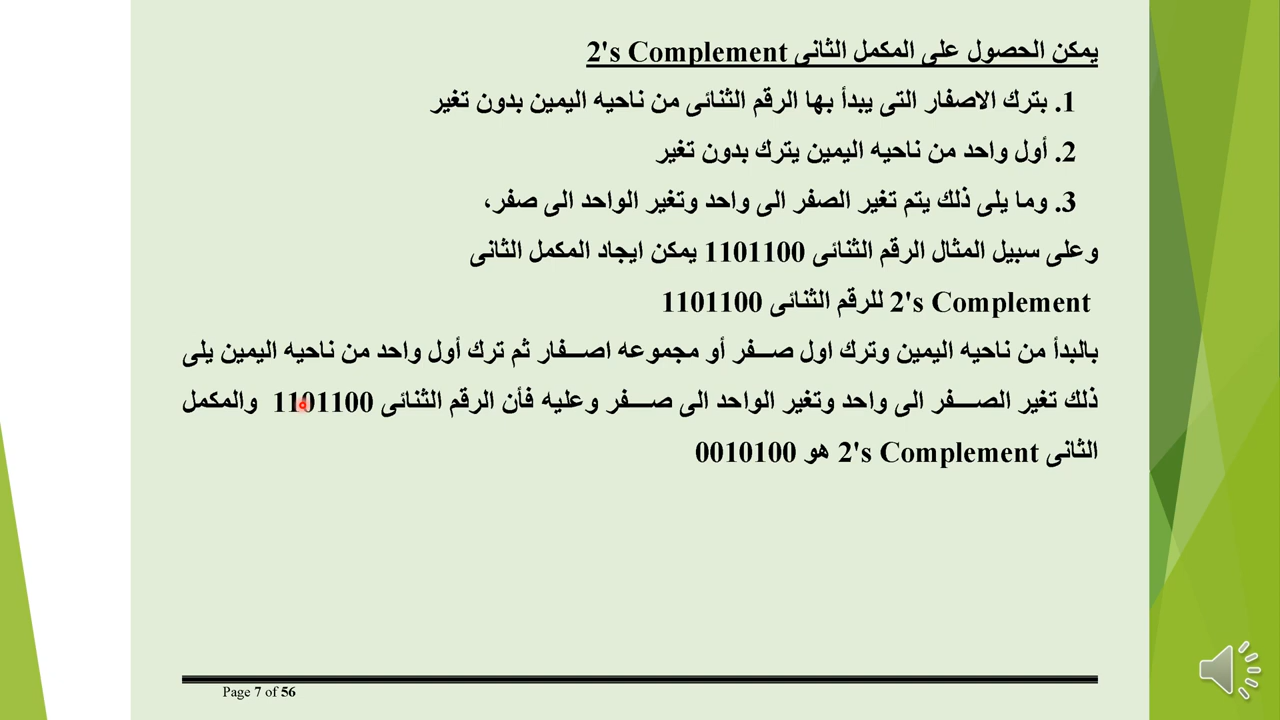 يمكن الحصول على المكمل الثانى 2's Complement
1. بترك الاصفار التى يبدأ بها الرقم الثنائى من ناحيه اليمين بدون تغير
2. أول واحد من ناحيه اليمين يترك بدون تغير
3. وما يلى ذلك يتم تغير الصفر الى واحد وتغير الواحد الى صفر،
وعلى سبيل المثال الرقم الثنائى 1101100 يمكن ايجاد المكمل الثانى
2's Complement للرقم الثنائى 1101100
بالبدأ من ناحيه اليمين وترك اول صفر أو مجموعه اصفار ثم ترك أول واحد من ناحيه اليمين يلى
ذلك تغير الصفر الى واحد وتغير الواحد الى صفر وعليه فأن الرقم الثنائى 1101100 والمكمل
الثانى 2's Complement هو 0010100
Page 7 of 56